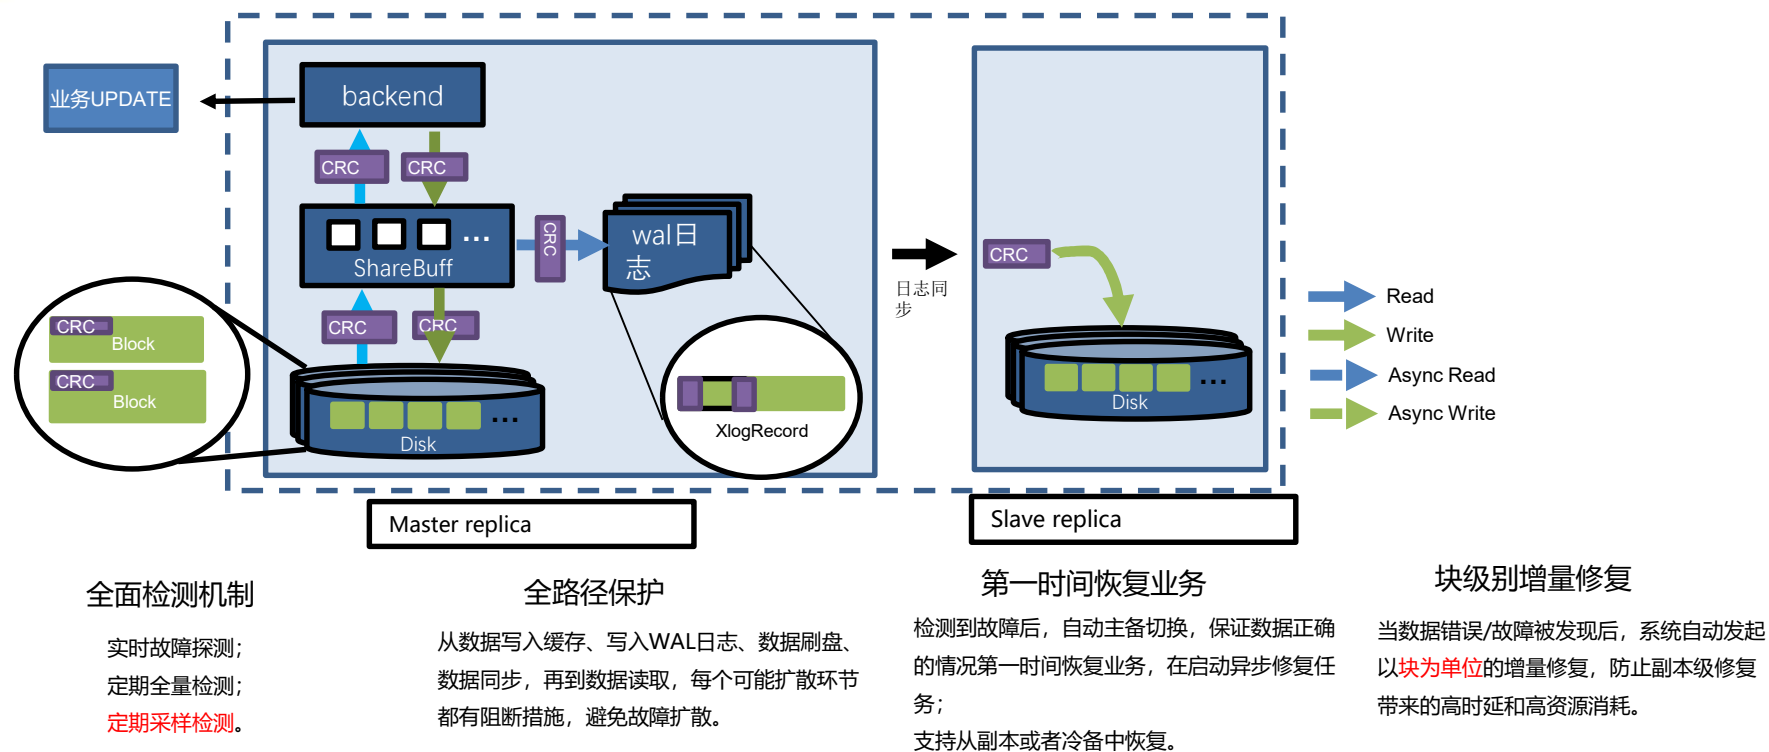 业务UPDATE
backend
CRC
CRC
ShareBuff
...
CRC
wal日
志
CRC
CRC
CRC
Block
CRC
Block
...
Disk
XlogRecord
日志同
步
CRC
...
Disk
Read
Write
Async Read
Async Write
Master replica
Slave replica
全面检测机制
实时故障探测；
定期全量检测；
定期采样检测。
全路径保护
从数据写入缓存、写入WAL日志、数据刷盘、
数据同步，再到数据读取，每个可能扩散环节
都有阻断措施，避免故障扩散。
第一时间恢复业务
检测到故障后，自动主备切换，保证数据正确
的情况第一时间恢复业务，在启动异步修复任
务；
支持从副本或者冷备中恢复。
块级别增量修复
当数据错误/故障被发现后，系统自动发起
以块为单位的增量修复，防止副本级修复
带来的高时延和高资源消耗。